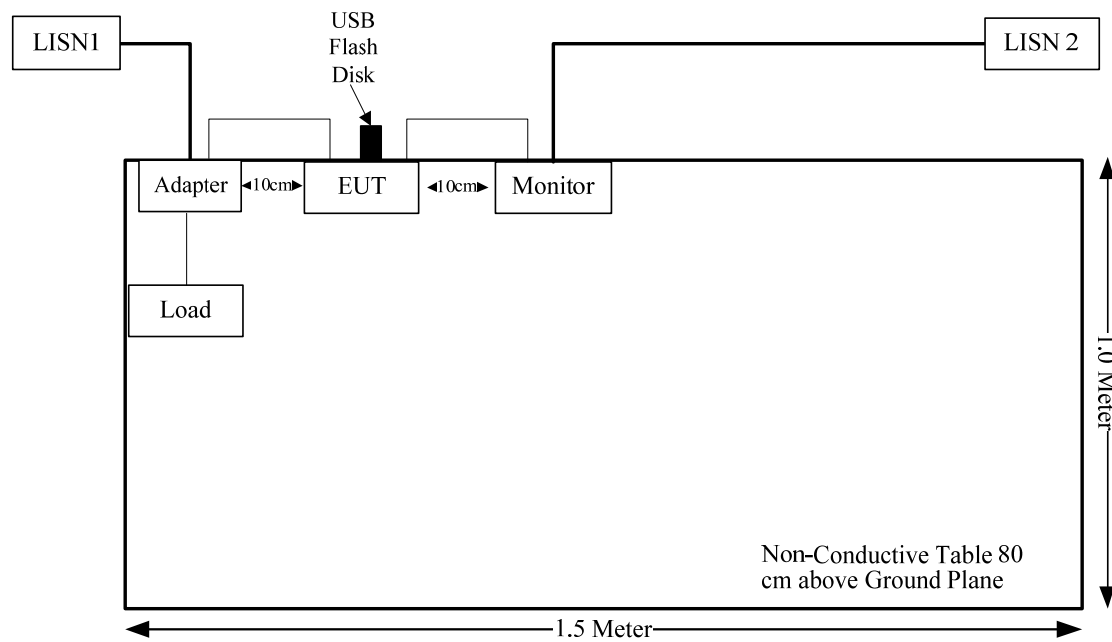 LISN1
USB
Flash
Disk
LISN 2
Adapter
10cm
EUT
10cm
Monitor
Load
1.0 Meter
Non-Conductive Table 80
cm above Ground Plane
1.5 Meter